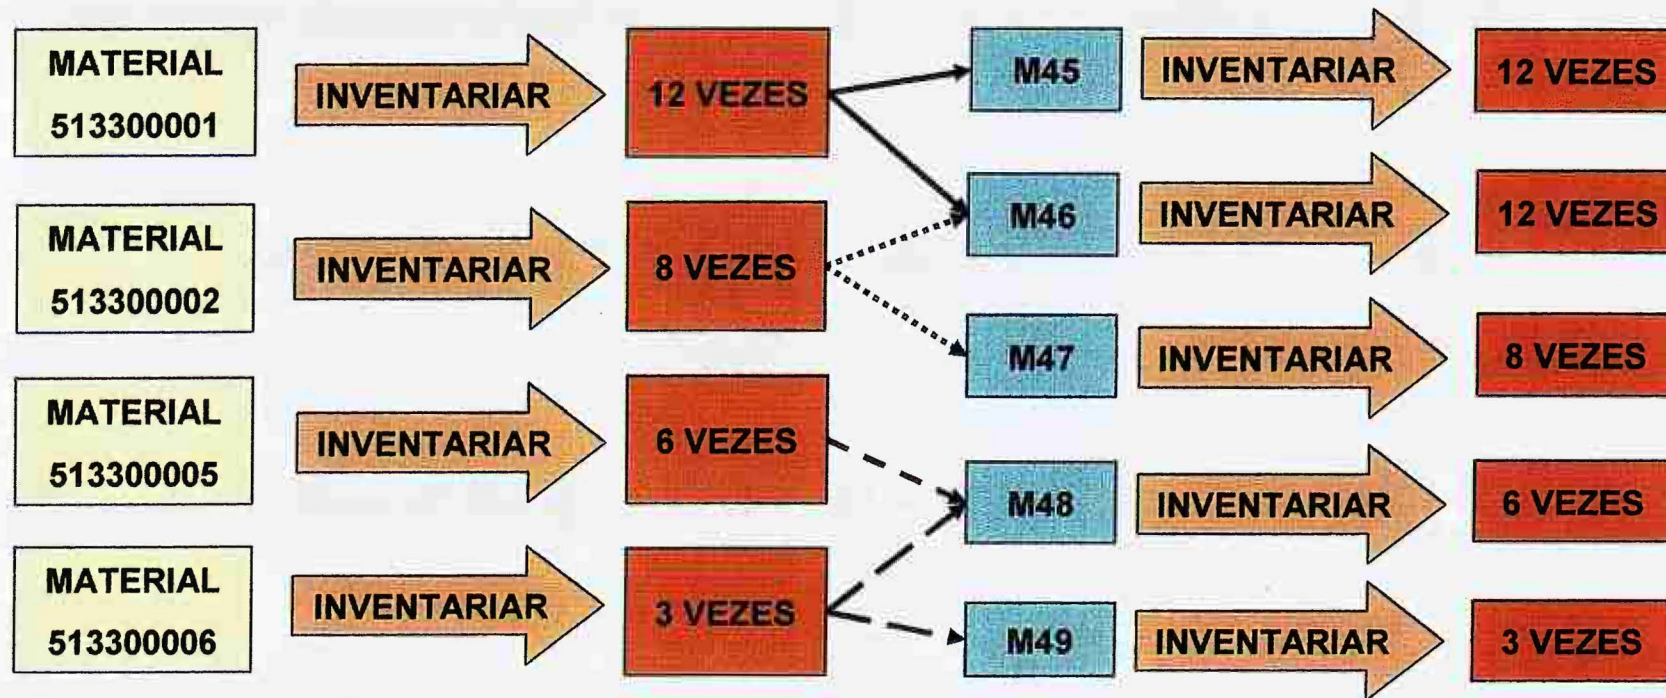 MATERIAL
513300001
INVENTARIAR
12 VEZES
M45
INVENTARIAR
12 VEZES
M46
INVENTARIAR
12 VEZES
MATERIAL
513300002
INVENTARIAR
8 VEZES
M47
INVENTARIAR
8 VEZES
MATERIAL
513300005
INVENTARIAR
6 VEZES
M48
INVENTARIAR
6 VEZES
MATERIAL
513300006
INVENTARIAR
3 VEZES
M49
INVENTARIAR
3 VEZES